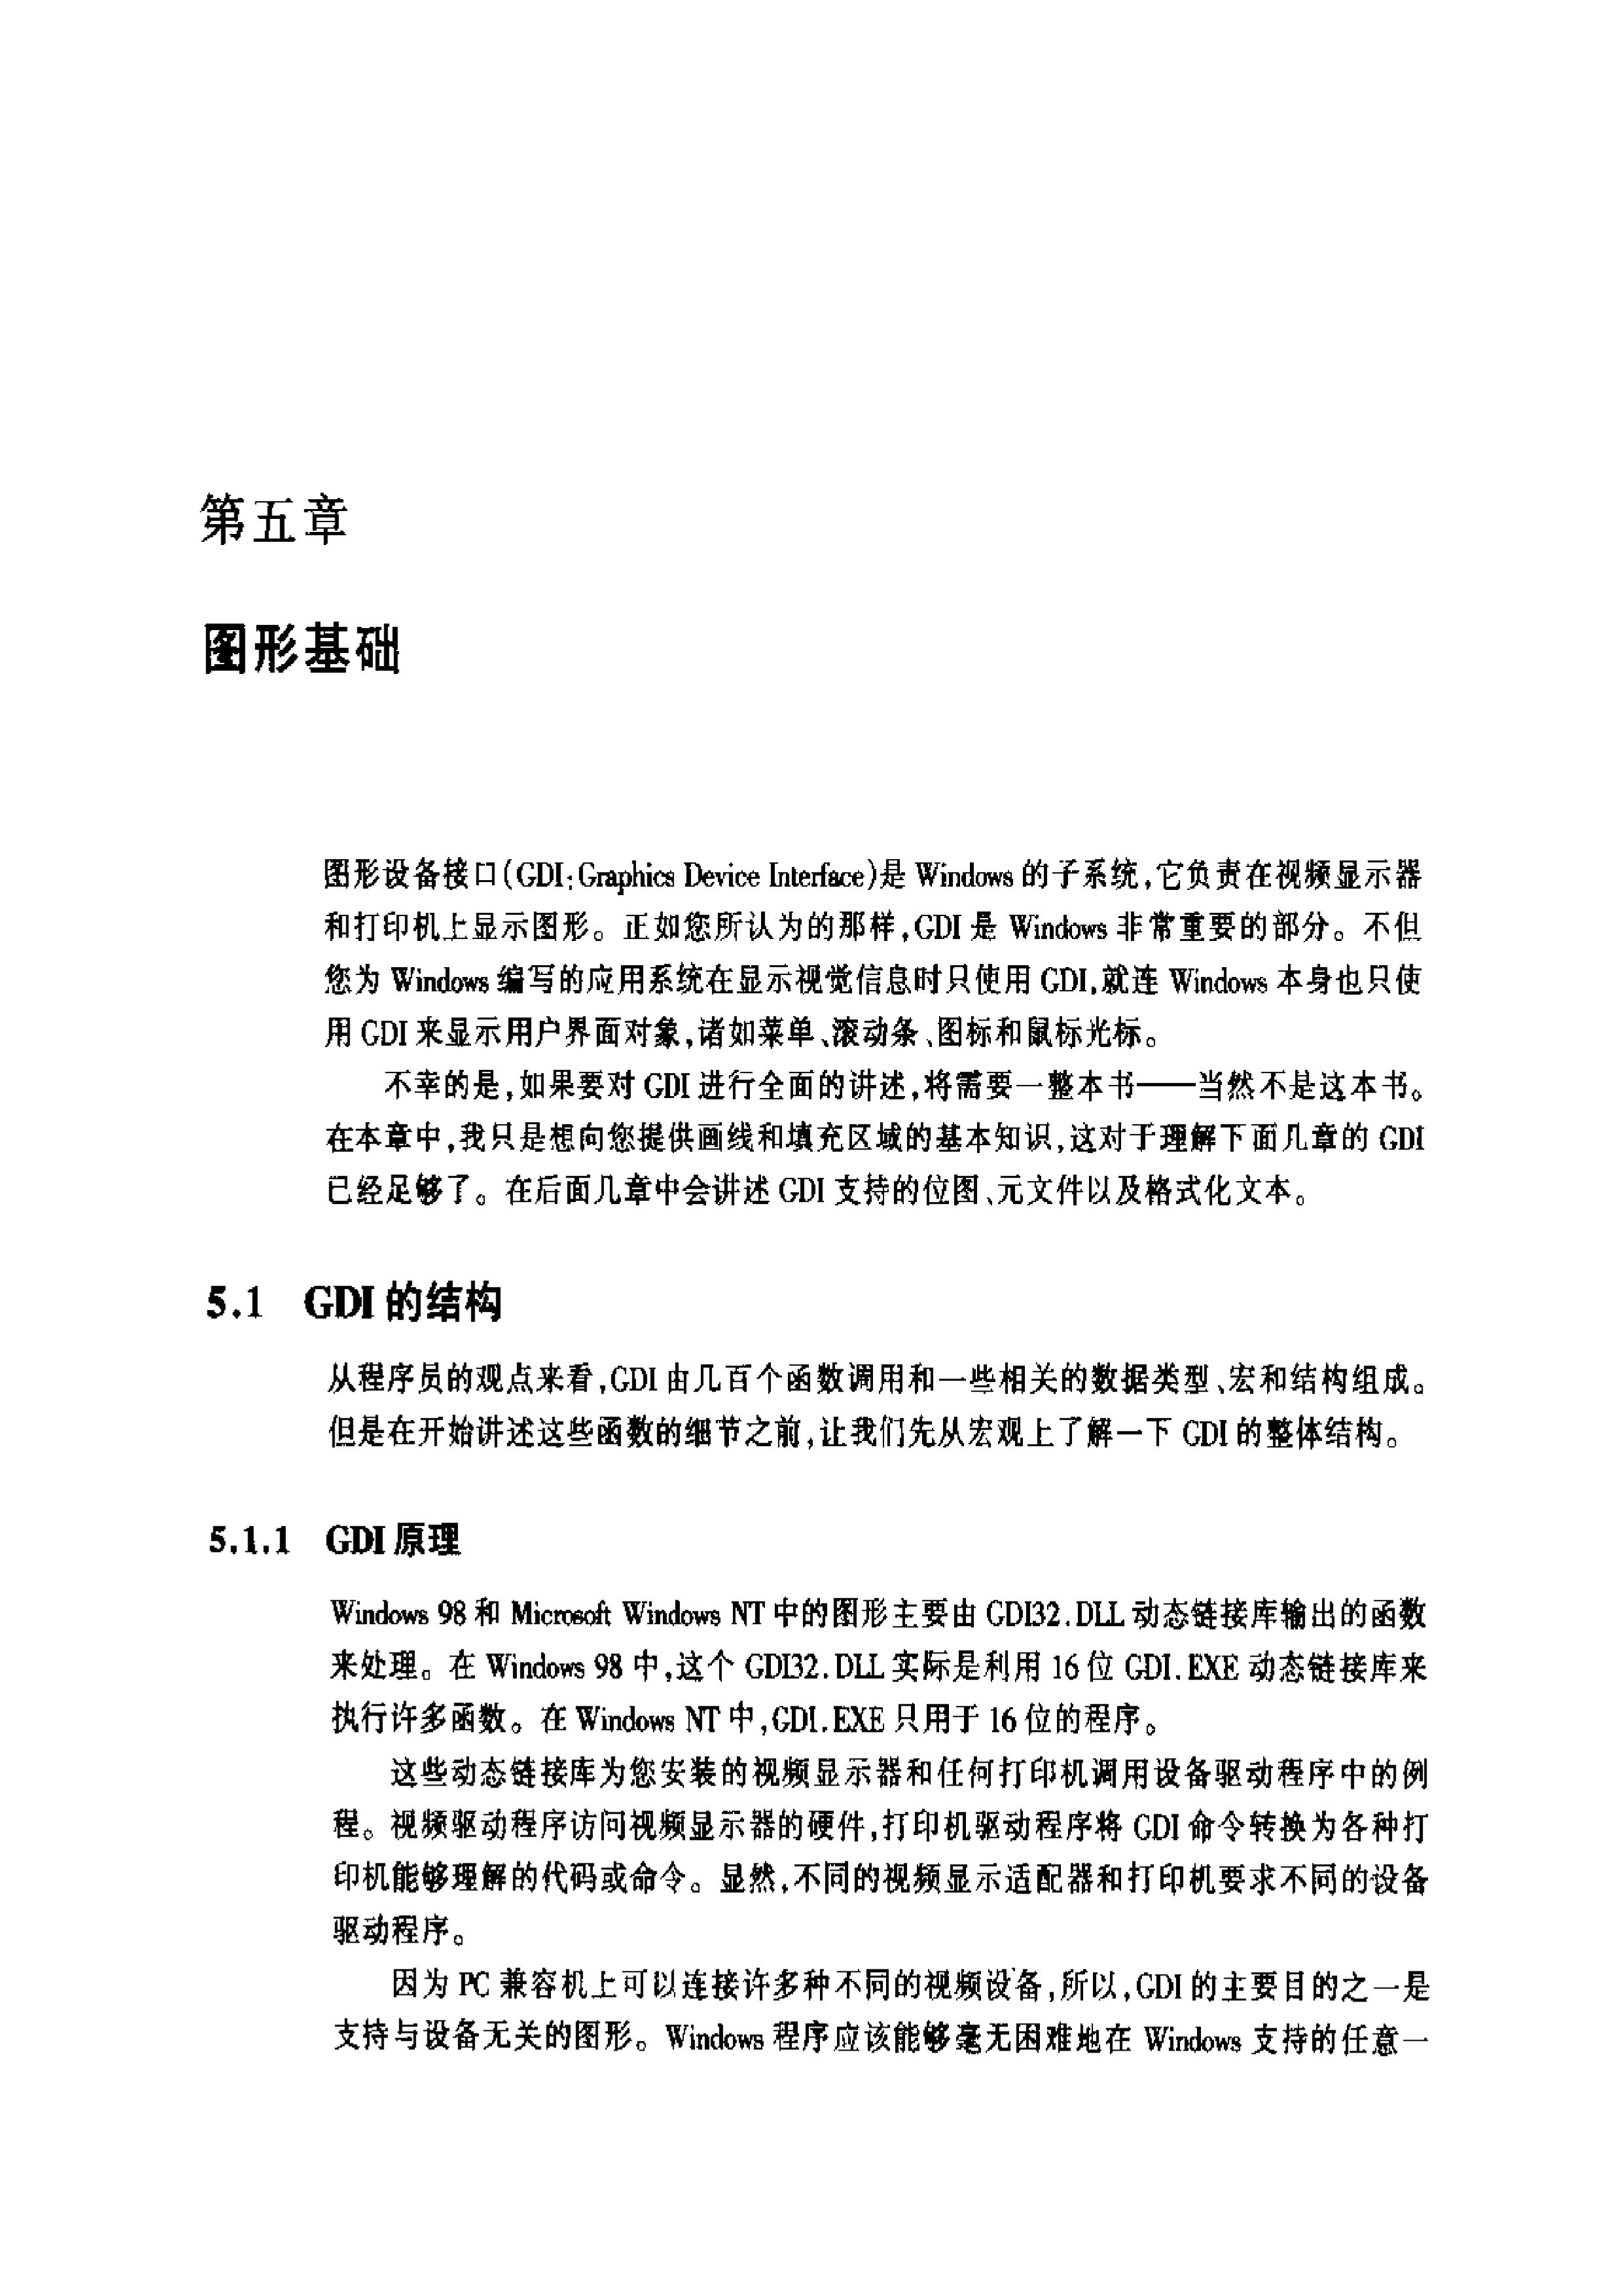 第五章
图形基础
图形设备接口(GDI:Graphics Device Interface)是 Windows 的子系统,它负责在视频显示器
和打印机上显示图形。正如您所认为的那样,GDI 是 Windows 非常重要的部分。不但
您为 Windows 编写的应用系统在显示视觉信息时只使用 GDI,就连 Windows 本身也只使
用 GDI 来显示用户界面对象,诸如菜单、滚动条、图标和鼠标光标。
不幸的是,如果要对 GDI 进行全面的讲述,将需要一整本书——当然不是这本书。
在本章中,我只是想向您提供画线和填充区域的基本知识,这对于理解下面几章的 GDI
已经足够了。在后面几章中会讲述 GDI 支持的位图、元文件以及格式化文本。
5.1 GDI 的结构
从程序员的观点来看,GDI 由几百个函数调用和一些相关的数据类型、宏和结构组成。
但是在开始讲述这些函数的细节之前,让我们先从宏观上了解一下 GDI 的整体结构。
5.1.1 GDI 原理
Windows 98 和 Microsoft Windows NT 中的图形主要由 GDI32.DLL 动态链接库输出的函数
来处理。在 Windows 98 中,这个 GDI32.DLL 实际是利用 16 位 GDI.EXE 动态链接库来
执行许多函数。在 Windows NT 中,GDI.EXE 只用于 16 位的程序。
这些动态链接库为您安装的视频显示器和任何打印机调用设备驱动程序中的例
程。视频驱动程序访问视频显示器的硬件,打印机驱动程序将 GDI 命令转换为各种打
印机能够理解的代码或命令。显然,不同的视频显示适配器和打印机要求不同的设备
驱动程序。
因为 PC 兼容机上可以连接许多种不同的视频设备,所以,GDI 的主要目的之一是
支持与设备无关的图形。Windows 程序应该能够毫无困难地在 Windows 支持的任意一